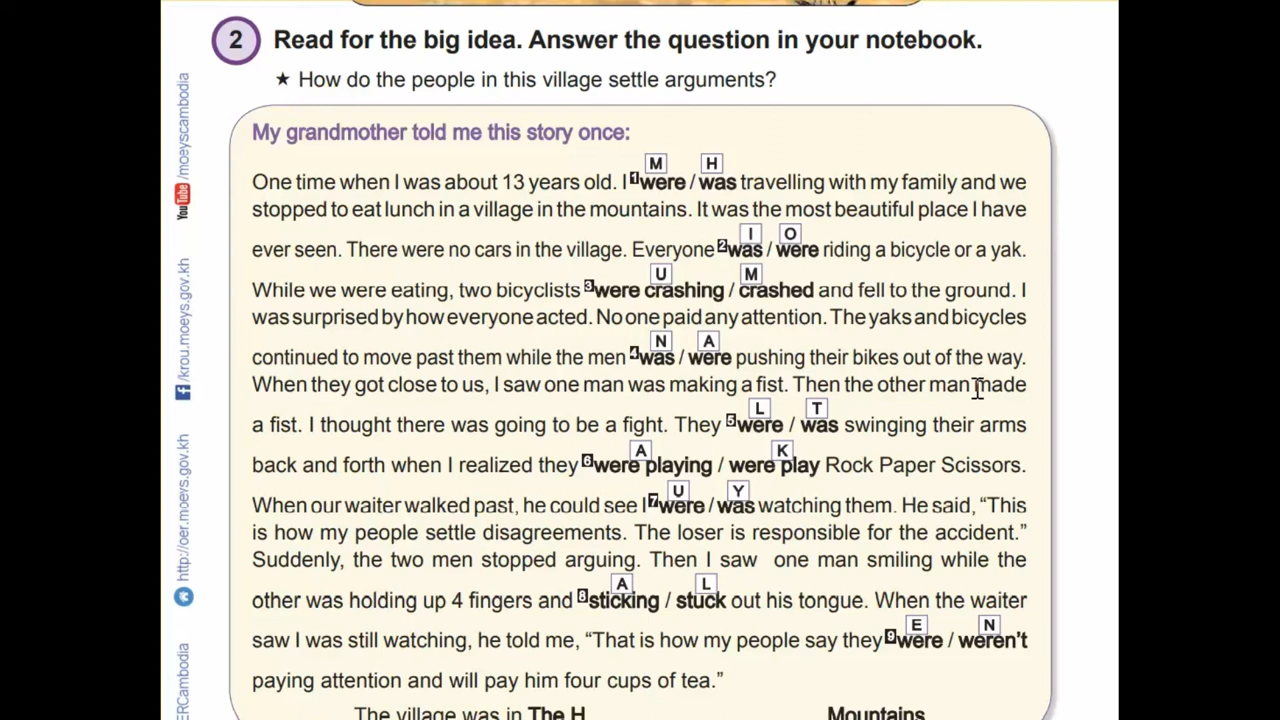 2 Read for the big idea. Answer the question in your notebook.
★ How do the people in this village settle arguments?
My grandmother told me this story once:
M H
One time when I was about 13 years old. I 1were / was travelling with my family and we
stopped to eat lunch in a village in the mountains. It was the most beautiful place I have
I O
ever seen. There were no cars in the village. Everyone 2was / were riding a bicycle or a yak.
U M
While we were eating, two bicyclists 3were crashing / crashed and fell to the ground. I
was surprised by how everyone acted. No one paid any attention. The yaks and bicycles
N A
continued to move past them while the men 4was / were pushing their bikes out of the way.
When they got close to us, I saw one man was making a fist. Then the other man made
L T
a fist. I thought there was going to be a fight. They 5were / was swinging their arms
A K
back and forth when I realized they 6were playing / were play Rock Paper Scissors.
U Y
When our waiter walked past, he could see I 7were / was watching them. He said, “This
is how my people settle disagreements. The loser is responsible for the accident.”
Suddenly, the two men stopped arguing. Then I saw one man smiling while the
A L
other was holding up 4 fingers and 8sticking / stuck out his tongue. When the waiter
E N
saw I was still watching, he told me, “That is how my people say they 9were / weren’t
paying attention and will pay him four cups of tea.”
The village was in The H Mountains
YouTube /moeyscambodia
f /krou.moeys.gov.kh
http://oer.moeys.gov.kh
ERCambodia